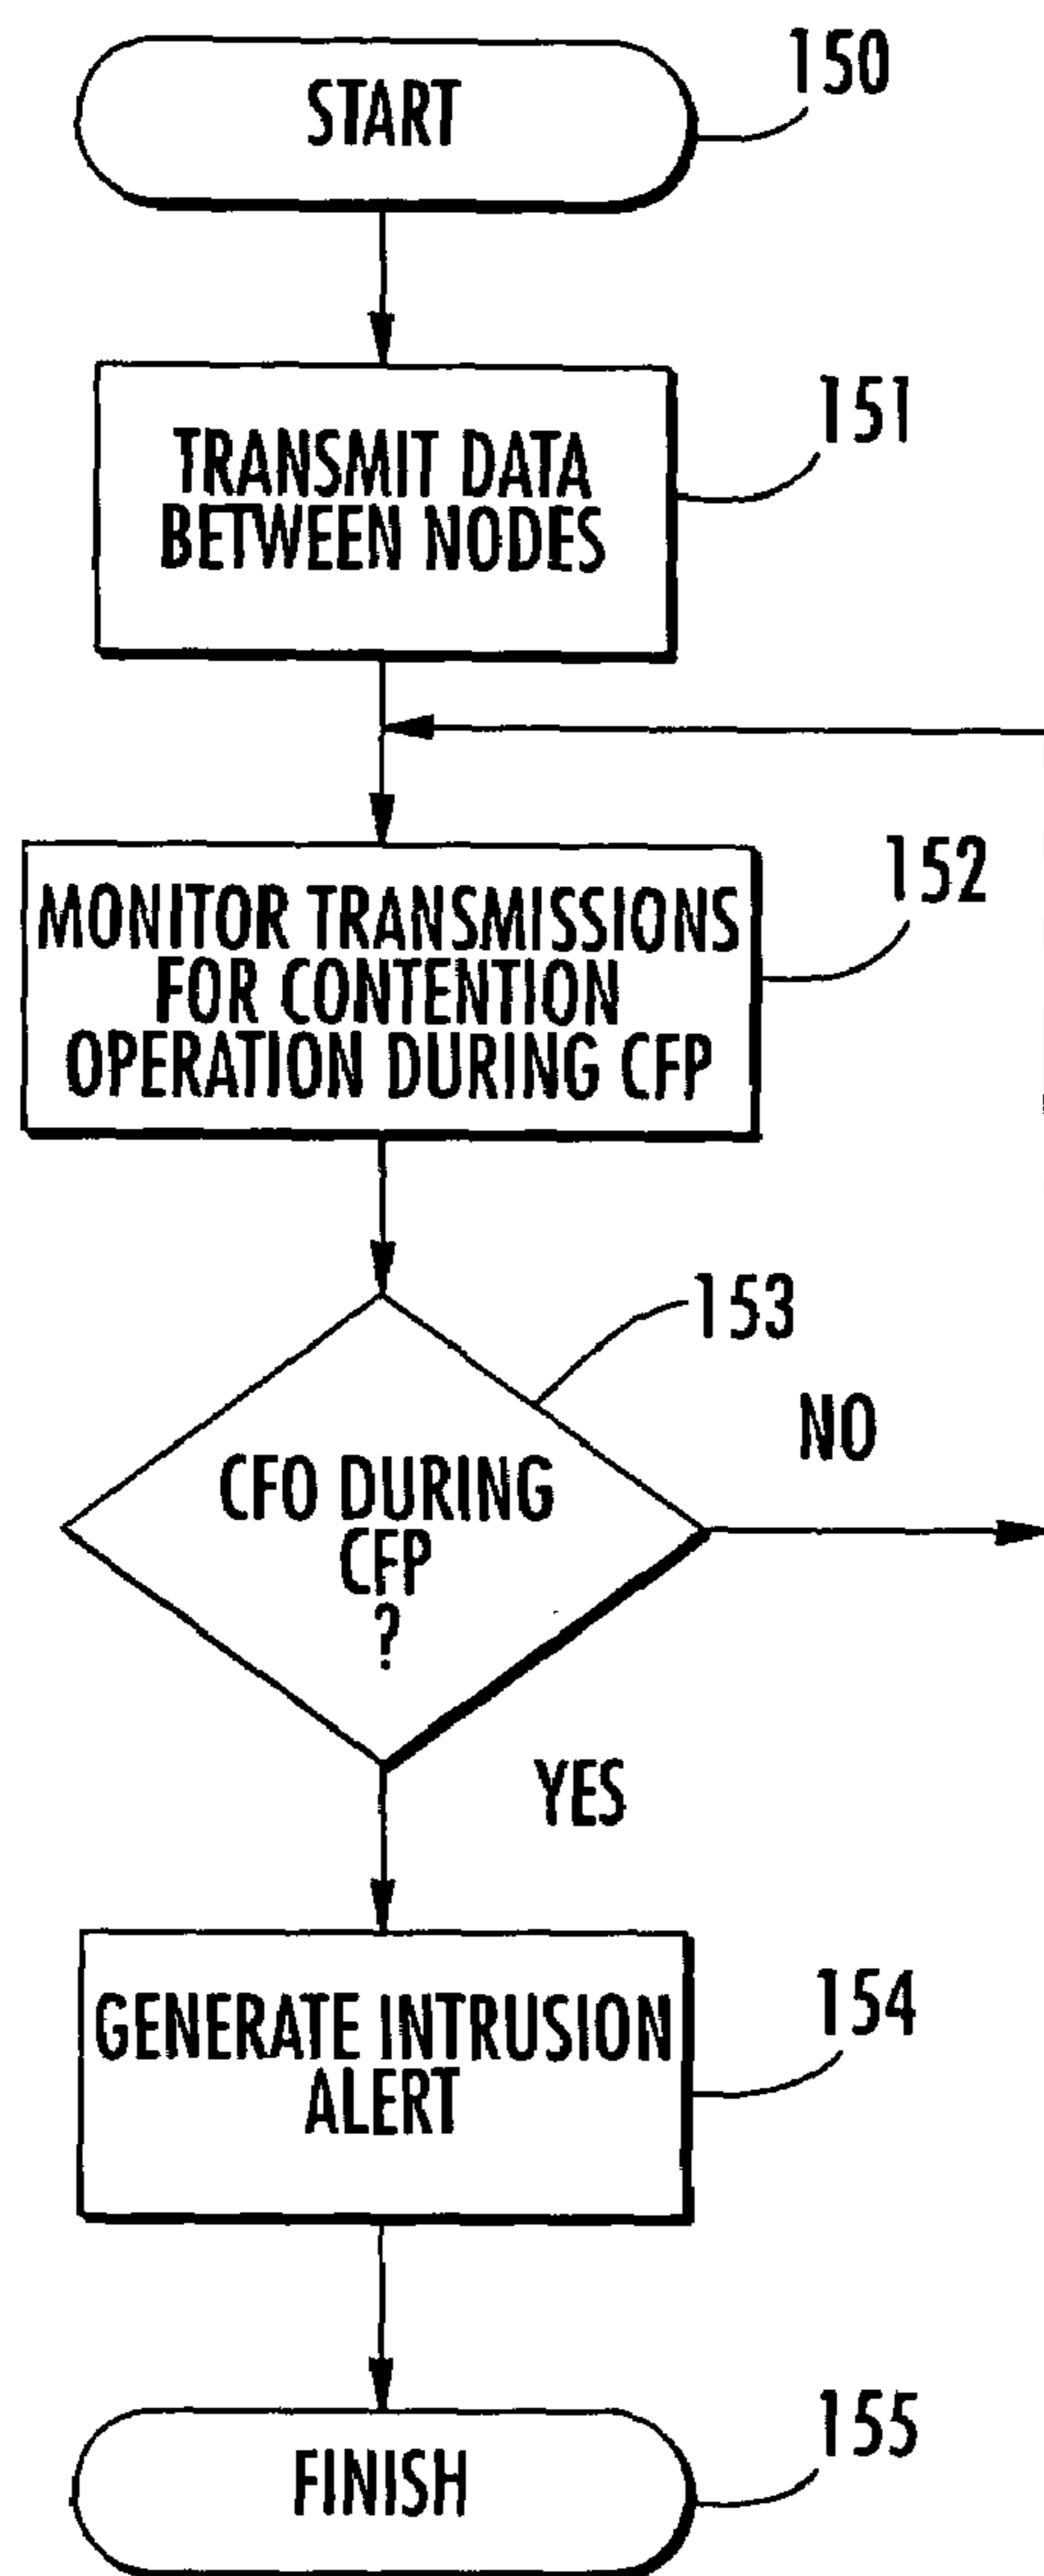 START
150
TRANSMIT DATA
BETWEEN NODES
151
MONITOR TRANSMISSIONS
FOR CONTENTION
OPERATION DURING CFP
152
153
CFO DURING
CFP
?
NO
YES
GENERATE INTRUSION
ALERT
154
FINISH
155